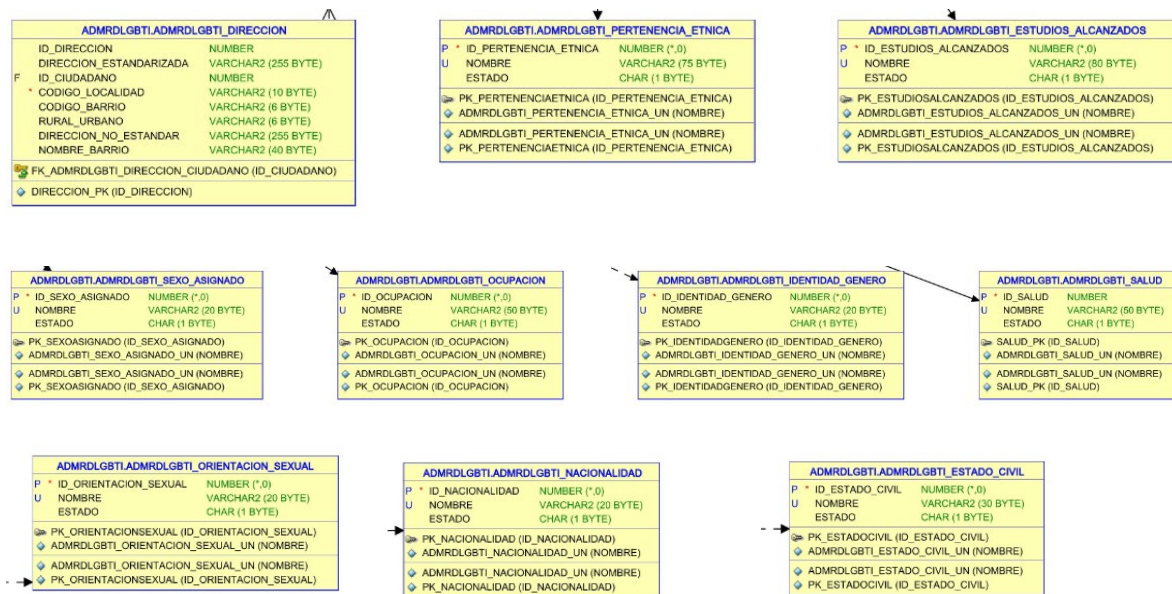 ADMRDLGBTI.ADMRDLGBTI_DIRECCION
ID_DIRECCION NUMBER
DIRECCION_ESTANDARIZADA VARCHAR2 (255 BYTE)
F ID_CIUDADANO NUMBER
* CODIGO_LOCALIDAD VARCHAR2 (10 BYTE)
CODIGO_BARRIO VARCHAR2 (6 BYTE)
RURAL_URBANO VARCHAR2 (6 BYTE)
DIRECCION_NO_ESTANDAR VARCHAR2 (255 BYTE)
NOMBRE_BARRIO VARCHAR2 (40 BYTE)
FK_ADMRDLGBTI_DIRECCION_CIUDADANO (ID_CIUDADANO)
DIRECCION_PK (ID_DIRECCION)
ADMRDLGBTI.ADMRDLGBTI_PERTENENCIA_ETNICA
P * ID_PERTENENCIA_ETNICA NUMBER (*,0)
U NOMBRE VARCHAR2 (75 BYTE)
ESTADO CHAR (1 BYTE)
PK_PERTENENCIAETNICA (ID_PERTENENCIA_ETNICA)
ADMRDLGBTI_PERTENENCIA_ETNICA_UN (NOMBRE)
ADMRDLGBTI_PERTENENCIA_ETNICA_UN (NOMBRE)
PK_PERTENENCIAETNICA (ID_PERTENENCIA_ETNICA)
ADMRDLGBTI.ADMRDLGBTI_ESTUDIOS_ALCANZADOS
P * ID_ESTUDIOS_ALCANZADOS NUMBER (*,0)
U NOMBRE VARCHAR2 (80 BYTE)
ESTADO CHAR (1 BYTE)
PK_ESTUDIOSALCANZADOS (ID_ESTUDIOS_ALCANZADOS)
ADMRDLGBTI_ESTUDIOS_ALCANZADOS_UN (NOMBRE)
ADMRDLGBTI_ESTUDIOS_ALCANZADOS_UN (NOMBRE)
PK_ESTUDIOSALCANZADOS (ID_ESTUDIOS_ALCANZADOS)
ADMRDLGBTI.ADMRDLGBTI_SEXO_ASIGNADO
P * ID_SEXO_ASIGNADO NUMBER (*,0)
U NOMBRE VARCHAR2 (20 BYTE)
ESTADO CHAR (1 BYTE)
PK_SEXOASIGNADO (ID_SEXO_ASIGNADO)
ADMRDLGBTI_SEXO_ASIGNADO_UN (NOMBRE)
ADMRDLGBTI_SEXO_ASIGNADO_UN (NOMBRE)
PK_SEXOASIGNADO (ID_SEXO_ASIGNADO)
ADMRDLGBTI.ADMRDLGBTI_OCUPACION
P * ID_OCUPACION NUMBER (*,0)
U NOMBRE VARCHAR2 (50 BYTE)
ESTADO CHAR (1 BYTE)
PK_OCUPACION (ID_OCUPACION)
ADMRDLGBTI_OCUPACION_UN (NOMBRE)
ADMRDLGBTI_OCUPACION_UN (NOMBRE)
PK_OCUPACION (ID_OCUPACION)
ADMRDLGBTI.ADMRDLGBTI_IDENTIDAD_GENERO
P * ID_IDENTIDAD_GENERO NUMBER (*,0)
U NOMBRE VARCHAR2 (20 BYTE)
ESTADO CHAR (1 BYTE)
PK_IDENTIDADGENERO (ID_IDENTIDAD_GENERO)
ADMRDLGBTI_IDENTIDAD_GENERO_UN (NOMBRE)
ADMRDLGBTI_IDENTIDAD_GENERO_UN (NOMBRE)
PK_IDENTIDADGENERO (ID_IDENTIDAD_GENERO)
ADMRDLGBTI.ADMRDLGBTI_SALUD
P * ID_SALUD NUMBER
U NOMBRE VARCHAR2 (50 BYTE)
ESTADO CHAR (1 BYTE)
SALUD_PK (ID_SALUD)
ADMRDLGBTI_SALUD_UN (NOMBRE)
ADMRDLGBTI_SALUD_UN (NOMBRE)
SALUD_PK (ID_SALUD)
ADMRDLGBTI.ADMRDLGBTI_ORIENTACION_SEXUAL
P * ID_ORIENTACION_SEXUAL NUMBER (*,0)
U NOMBRE VARCHAR2 (20 BYTE)
ESTADO CHAR (1 BYTE)
PK_ORIENTACIONSEXUAL (ID_ORIENTACION_SEXUAL)
ADMRDLGBTI_ORIENTACION_SEXUAL_UN (NOMBRE)
ADMRDLGBTI_ORIENTACION_SEXUAL_UN (NOMBRE)
PK_ORIENTACIONSEXUAL (ID_ORIENTACION_SEXUAL)
ADMRDLGBTI.ADMRDLGBTI_NACIONALIDAD
P * ID_NACIONALIDAD NUMBER (*,0)
U NOMBRE VARCHAR2 (20 BYTE)
ESTADO CHAR (1 BYTE)
PK_NACIONALIDAD (ID_NACIONALIDAD)
ADMRDLGBTI_NACIONALIDAD_UN (NOMBRE)
ADMRDLGBTI_NACIONALIDAD_UN (NOMBRE)
PK_NACIONALIDAD (ID_NACIONALIDAD)
ADMRDLGBTI.ADMRDLGBTI_ESTADO_CIVIL
P * ID_ESTADO_CIVIL NUMBER (*,0)
U NOMBRE VARCHAR2 (30 BYTE)
ESTADO CHAR (1 BYTE)
PK_ESTADOCIVIL (ID_ESTADO_CIVIL)
ADMRDLGBTI_ESTADO_CIVIL_UN (NOMBRE)
ADMRDLGBTI_ESTADO_CIVIL_UN (NOMBRE)
PK_ESTADOCIVIL (ID_ESTADO_CIVIL)